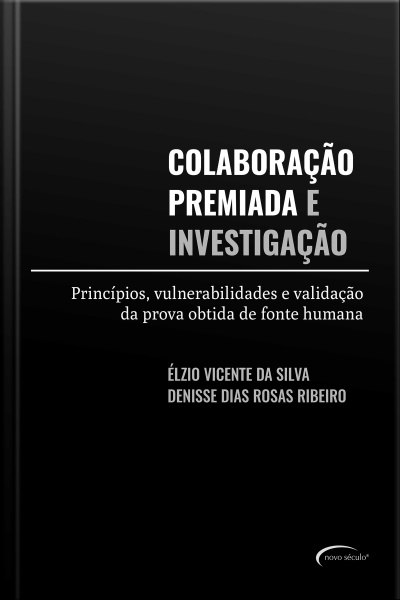 COLABORAÇÃO
PREMIADA E
INVESTIGAÇÃO
Princípios, vulnerabilidades e validação
da prova obtida de fonte humana
ÉLZIO VICENTE DA SILVA
DENISSE DIAS ROSAS RIBEIRO
novo século®